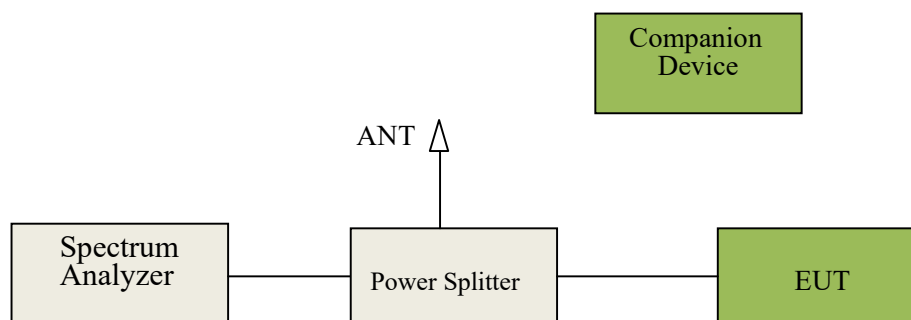 Companion
Device
ANT
Spectrum
Analyzer
Power Splitter
EUT